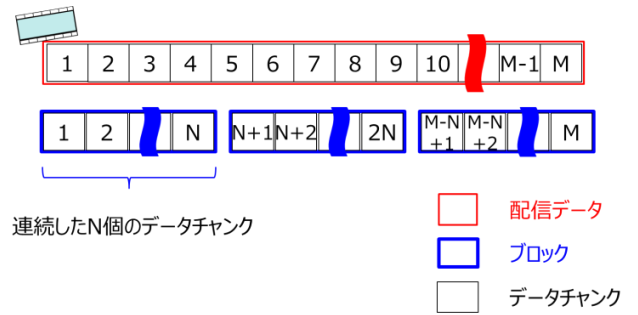 1 2 3 4 5 6 7 8 9 10 M-1 M
1 2 N N+1 N+2 2N M-N+1 M-N+2 M
連続したN個のデータチャンク
配信データ
ブロック
データチャンク